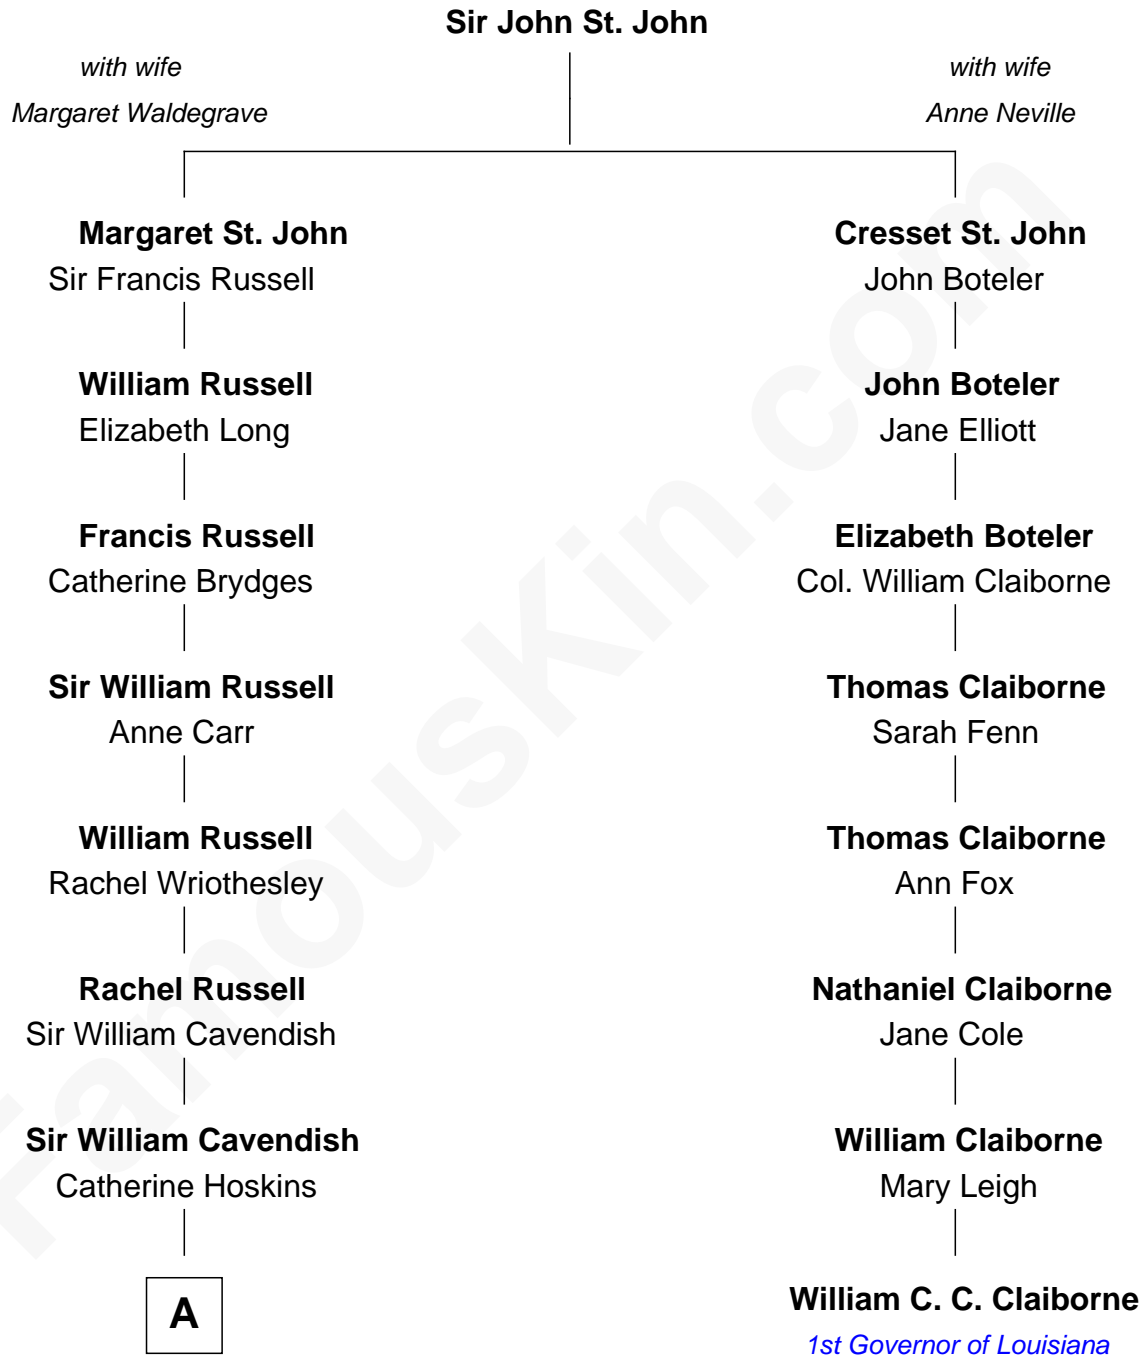 Sir John St. John
with wife
Margaret Waldegrave
with wife
Anne Neville
Margaret St. John
Sir Francis Russell
Cresset St. John
John Boteler
William Russell
Elizabeth Long
John Boteler
Jane Elliott
Francis Russell
Catherine Brydges
Elizabeth Boteler
Col. William Claiborne
Sir William Russell
Anne Carr
Thomas Claiborne
Sarah Fenn
William Russell
Rachel Wriothesley
Thomas Claiborne
Ann Fox
Rachel Russell
Sir William Cavendish
Nathaniel Claiborne
Jane Cole
Sir William Cavendish
Catherine Hoskins
William Claiborne
Mary Leigh
A
William C. C. Claiborne
1st Governor of Louisiana
FamousKin.com